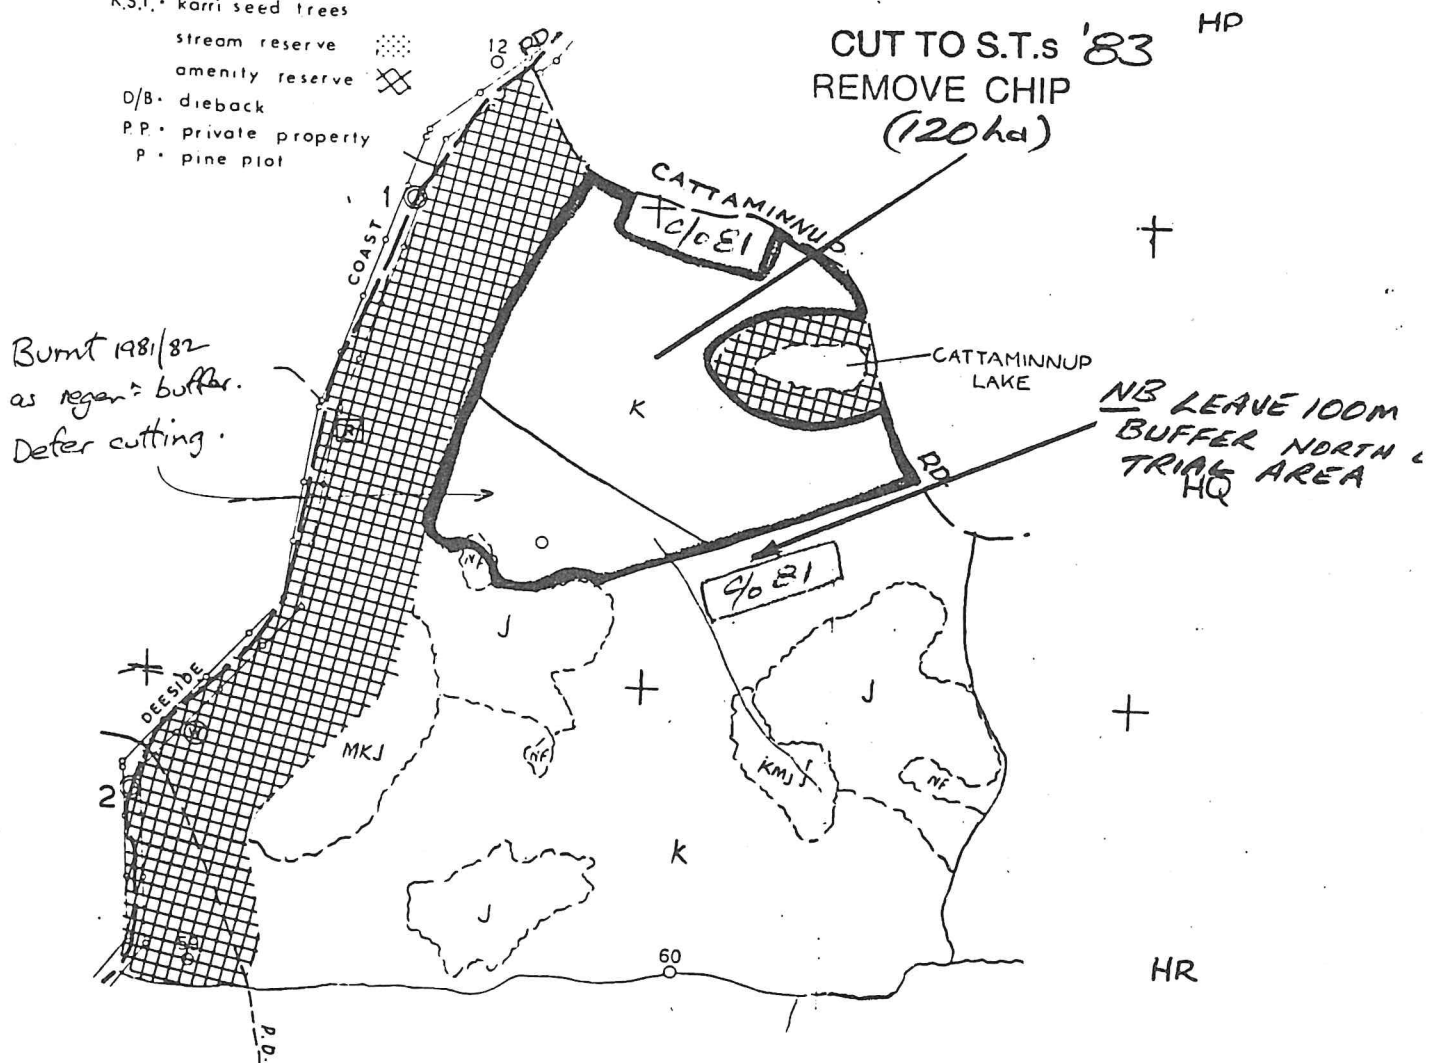 K.S.T. · karri seed trees
stream reserve
amenity reserve
D/B · dieback
P.P. · private property
P · pine plot
12
RD.
CUT TO S.T.s '83
REMOVE CHIP
(120ha)
HP
1
COAST
CATTAMINNUP
c/o 81
Burnt 1981/82
as regen: buffer.
Defer cutting.
R
K
CATTAMINNUP
LAKE
NB LEAVE 100M
BUFFER NORTH
TRIAL AREA
HQ
RD
NF
c/o 81
J
J
DEESIDE
W
MKJ
NF
KMJ
NF
2
K
J
59
60
HR
P.D.